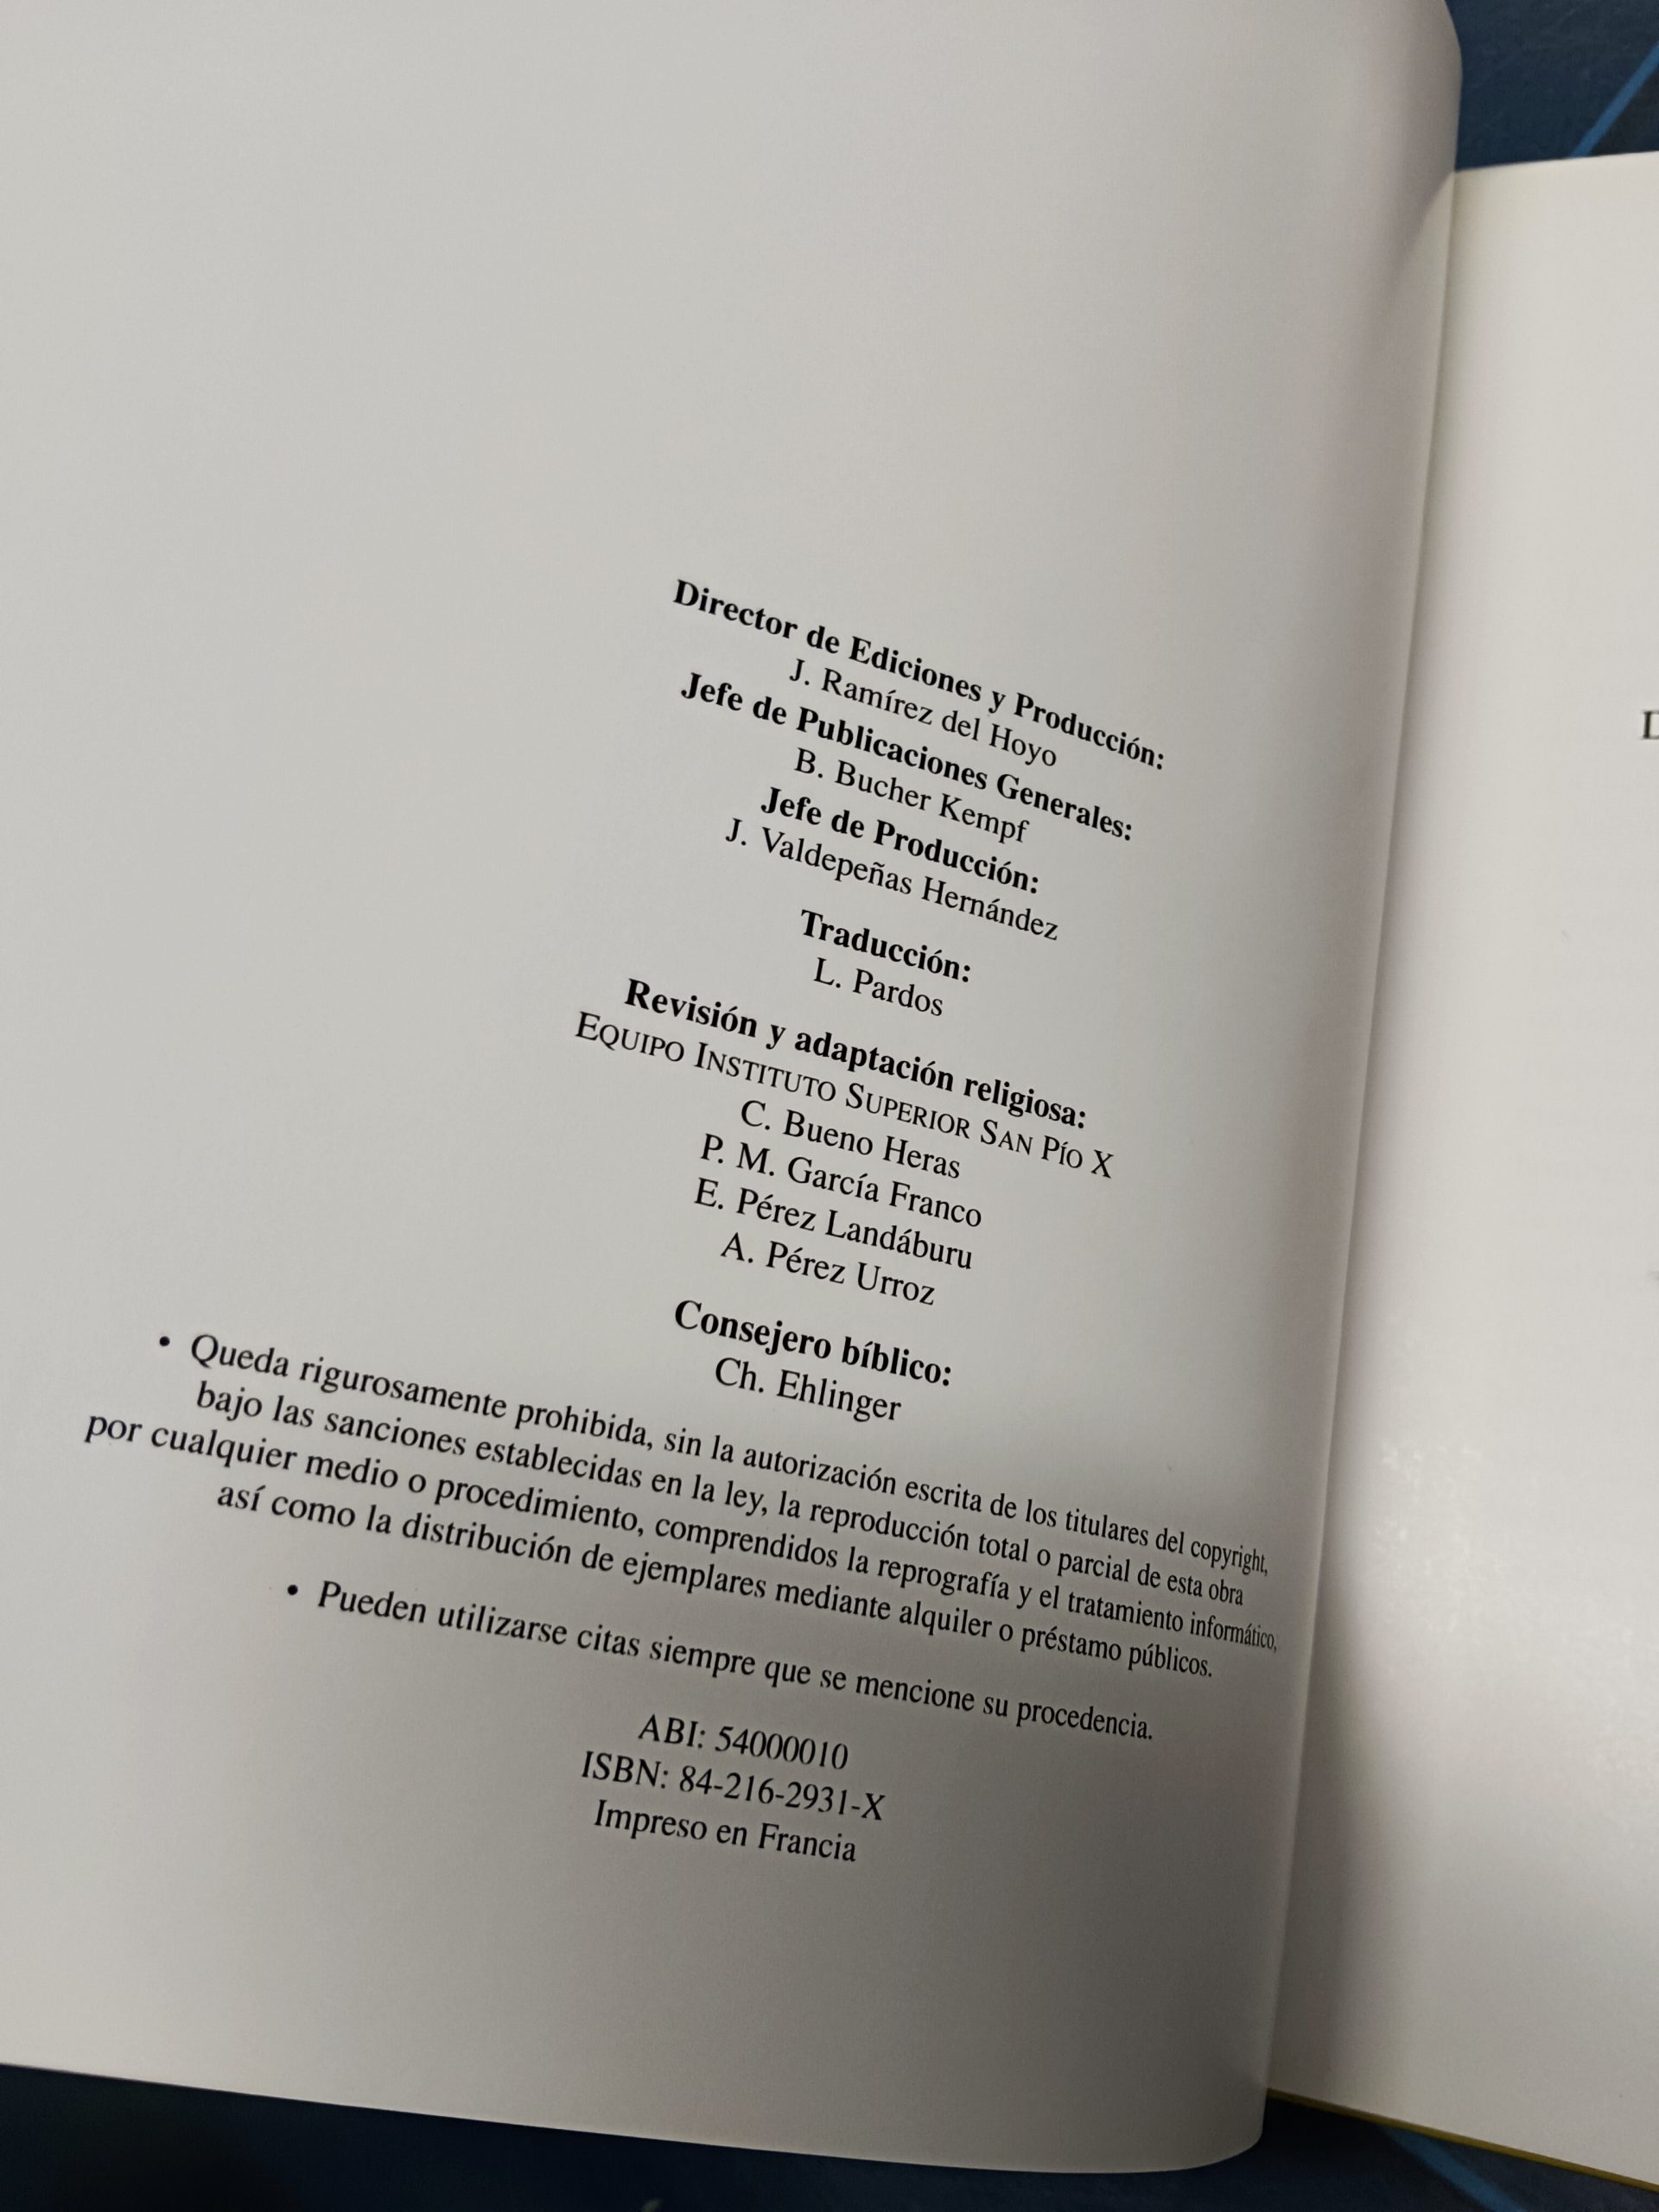 Director de Ediciones y Producción:
J. Ramírez del Hoyo
Jefe de Publicaciones Generales:
B. Bucher Kempf
Jefe de Producción:
J. Valdepeñas Hernández
Traducción:
L. Pardos
Revisión y adaptación religiosa:
EQUIPO INSTITUTO SUPERIOR SAN PÍO X
C. Bueno Heras
P. M. García Franco
E. Pérez Landáburu
A. Pérez Urroz
Consejero bíblico:
Ch. Ehlinger
• Queda rigurosamente prohibida, sin la autorización escrita de los titulares del copyright,
bajo las sanciones establecidas en la ley, la reproducción total o parcial de esta obra
por cualquier medio o procedimiento, comprendidos la reprografía y el tratamiento informático,
así como la distribución de ejemplares mediante alquiler o préstamo públicos.
• Pueden utilizarse citas siempre que se mencione su procedencia.
ABI: 54000010
ISBN: 84-216-2931-X
Impreso en Francia